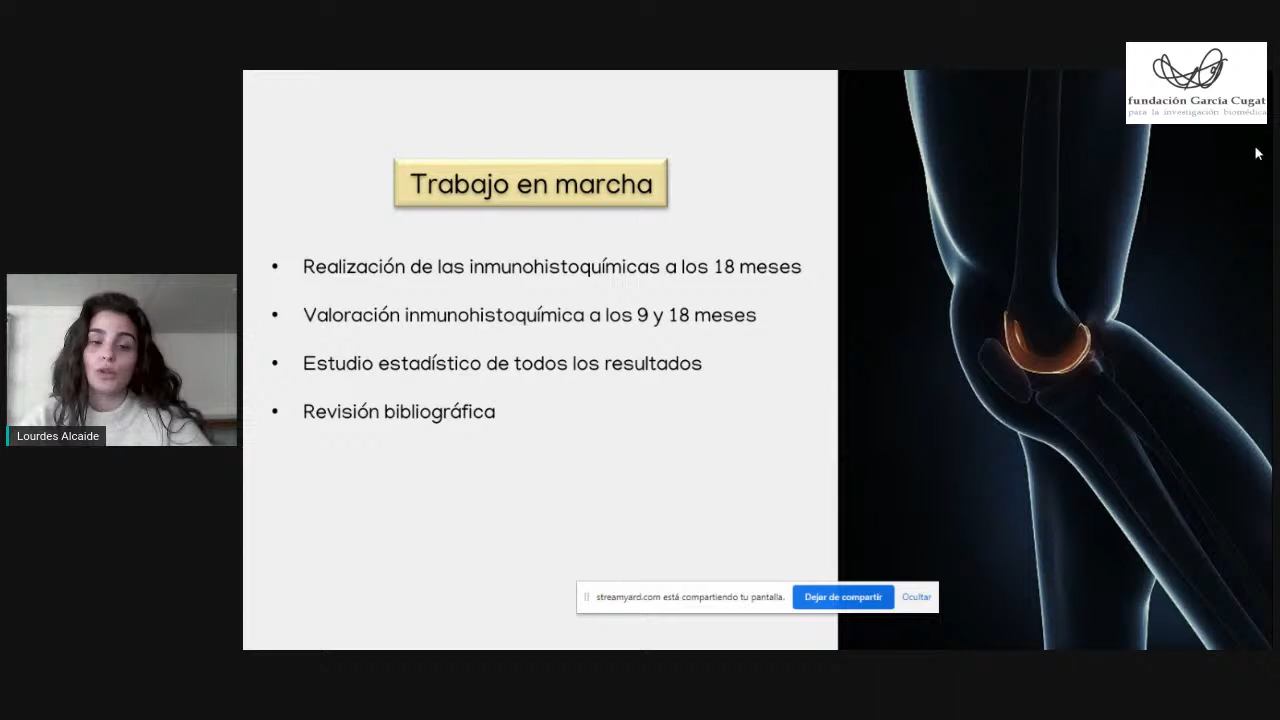 fundación García Cugat
para la investigación biomédica
Trabajo en marcha
• Realización de las inmunohistoquímicas a los 18 meses
• Valoración inmunohistoquímica a los 9 y 18 meses
• Estudio estadístico de todos los resultados
• Revisión bibliográfica
Lourdes Alcaide
streamyard.com está compartiendo tu pantalla.
Dejar de compartir
Ocultar